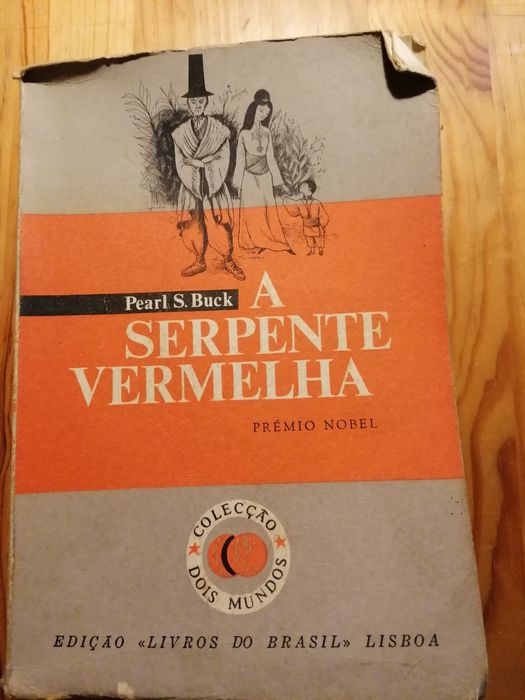 Pearl S. Buck A
SERPENTE
VERMELHA
PRÉMIO NOBEL
COLECÇÃO
DOIS MUNDOS
EDIÇÃO «LIVROS DO BRASIL» LISBOA